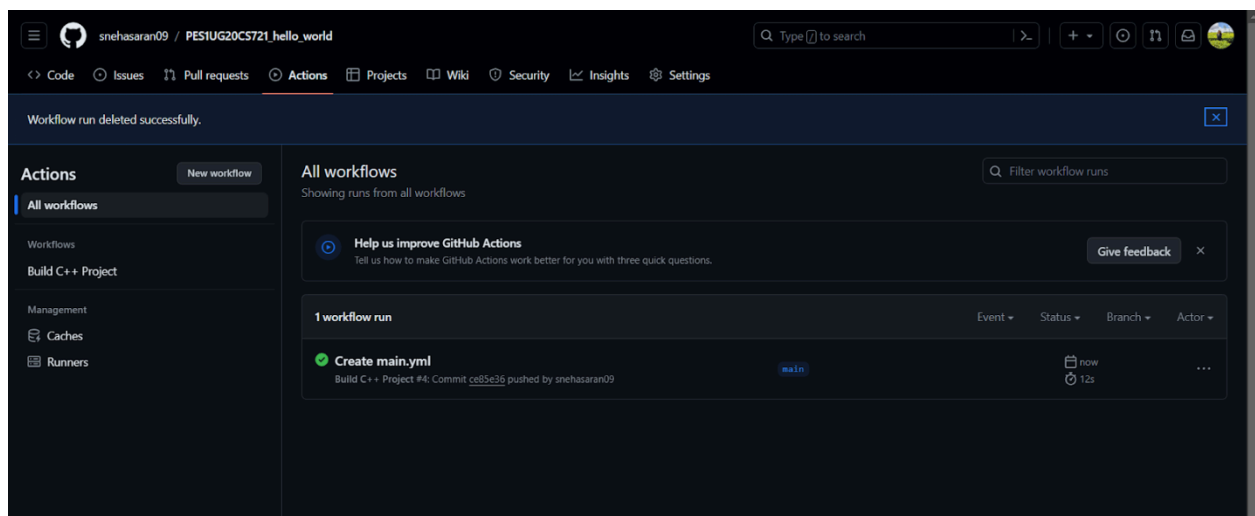 snehasaran09 / PES1UG20CS721_hello_world
Type / to search
Code Issues Pull requests Actions Projects Wiki Security Insights Settings
Workflow run deleted successfully.
Actions
New workflow
All workflows
Workflows
Build C++ Project
Management
Caches
Runners
All workflows
Showing runs from all workflows
Filter workflow runs
Help us improve GitHub Actions
Tell us how to make GitHub Actions work better for you with three quick questions.
Give feedback
1 workflow run
Event Status Branch Actor
Create main.yml
Build C++ Project #4: Commit ce85e36 pushed by snehasaran09
main
now
12s